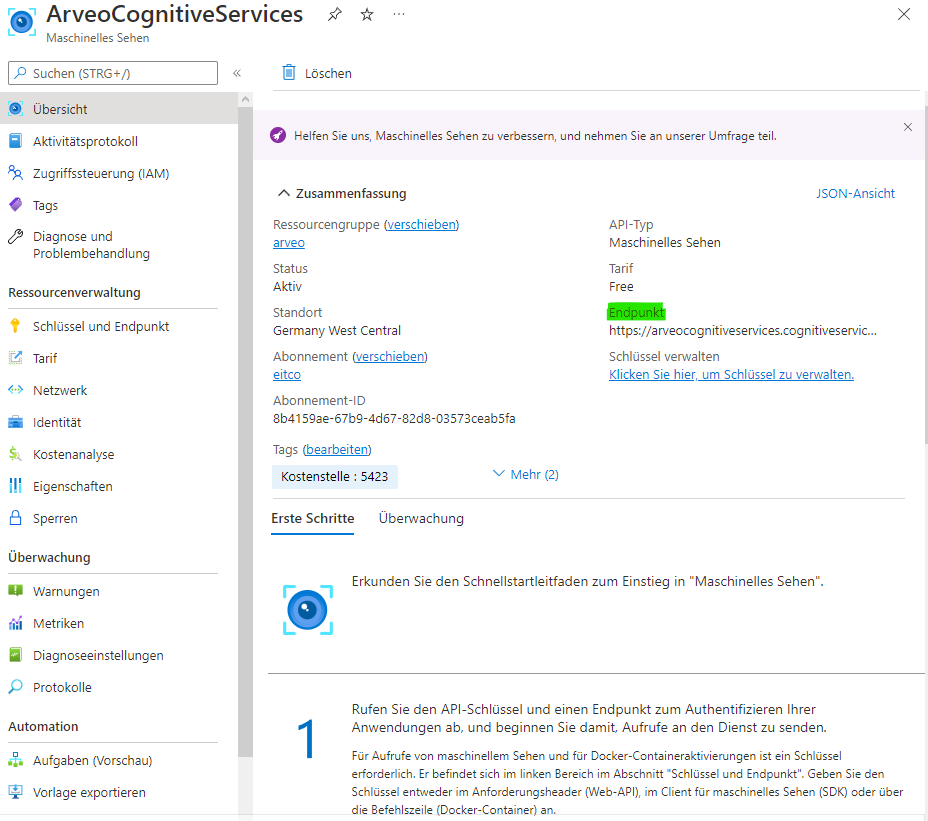 ArveoCognitiveServices
Maschinelles Sehen
Suchen (STRG+/)
Übersicht
Aktivitätsprotokoll
Zugriffssteuerung (IAM)
Tags
Diagnose und
Problembehandlung
Ressourcenverwaltung
Schlüssel und Endpunkt
Tarif
Netzwerk
Identität
Kostenanalyse
Eigenschaften
Sperren
Überwachung
Warnungen
Metriken
Diagnoseeinstellungen
Protokolle
Automation
Aufgaben (Vorschau)
Vorlage exportieren
Löschen
Helfen Sie uns, Maschinelles Sehen zu verbessern, und nehmen Sie an unserer Umfrage teil.
Zusammenfassung
JSON-Ansicht
Ressourcengruppe (verschieben)
arveo
Status
Aktiv
Standort
Germany West Central
Abonnement (verschieben)
eitco
Abonnement-ID
8b4159ae-67b9-4d67-82d8-03573ceab5fa
API-Typ
Maschinelles Sehen
Tarif
Free
Endpunkt
https://arveocognitiveservices.cognitiveservic...
Schlüssel verwalten
Klicken Sie hier, um Schlüssel zu verwalten.
Tags (bearbeiten)
Kostenstelle : 5423
Mehr (2)
Erste Schritte
Überwachung
Erkunden Sie den Schnellstartleitfaden zum Einstieg in "Maschinelles Sehen".
1
Rufen Sie den API-Schlüssel und einen Endpunkt zum Authentifizieren Ihrer
Anwendungen ab, und beginnen Sie damit, Aufrufe an den Dienst zu senden.
Für Aufrufe von maschinellem Sehen und für Docker-Containeraktivierungen ist ein Schlüssel
erforderlich. Er befindet sich im linken Bereich im Abschnitt "Schlüssel und Endpunkt". Geben Sie den
Schlüssel entweder im Anforderungsheader (Web-API), im Client für maschinelles Sehen (SDK) oder über
die Befehlszeile (Docker-Container) an.